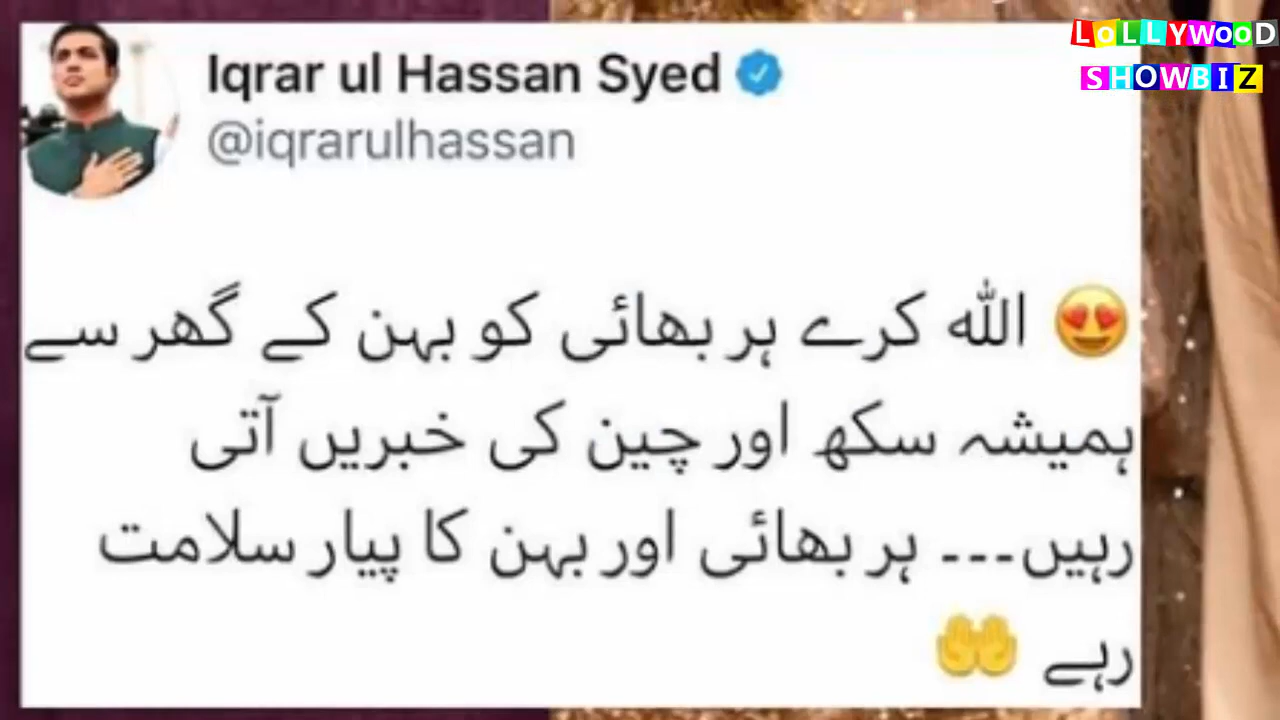 Iqrar ul Hassan Syed
@iqrarulhassan
LOLLYWOOD
SHOWBIZ
😍 الله کرے ہر بھائی کو بہن کے گھر سے
ہمیشہ سکھ اور چین کی خبریں آتی
رہیں۔۔۔ ہر بھائی اور بہن کا پیار سلامت
رہے 🤲